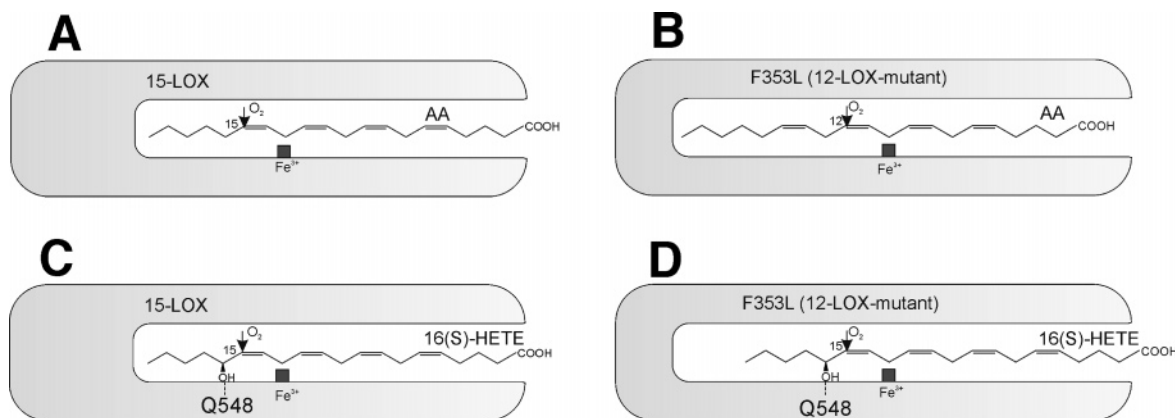 A
15-LOX
O₂
AA
15
COOH
Fe³⁺
B
F353L (12-LOX-mutant)
O₂
AA
12
COOH
Fe³⁺
C
15-LOX
O₂
16(S)-HETE
15
COOH
OH
Fe³⁺
Q548
D
F353L (12-LOX-mutant)
O₂
16(S)-HETE
15
COOH
OH
Fe³⁺
Q548